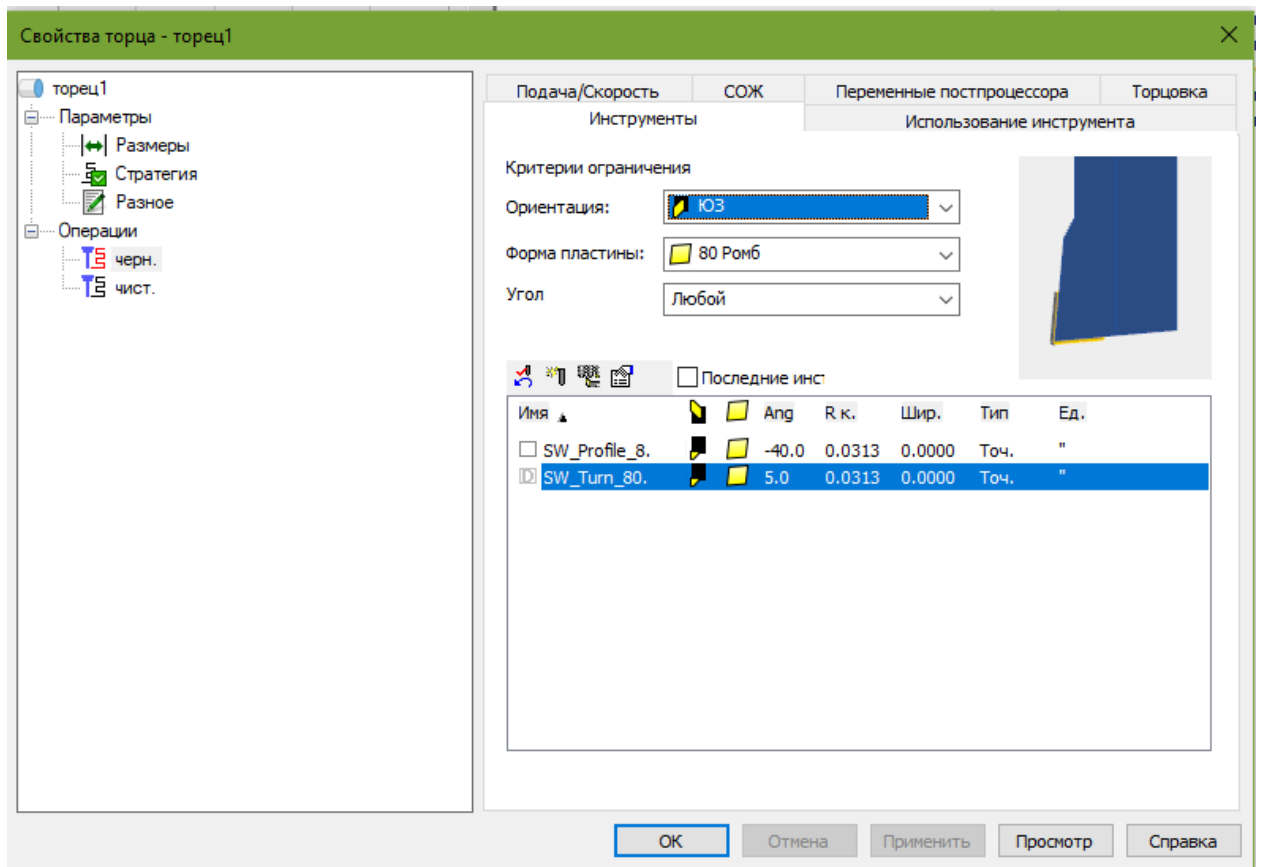 Свойства торца - торец1
торец1
Параметры
Размеры
Стратегия
Разное
Операции
черн.
чист.
Подача/Скорость СОЖ Переменные постпроцессора Торцовка
Инструменты Использование инструмента
Критерии ограничения
Ориентация: ЮЗ
Форма пластины: 80 Ромб
Угол Любой
Последние инст
Имя Ang R к. Шир. Тип Ед.
SW_Profile_8. -40.0 0.0313 0.0000 Точ. "
D SW_Turn_80. 5.0 0.0313 0.0000 Точ. "
ОК Отмена Применить Просмотр Справка